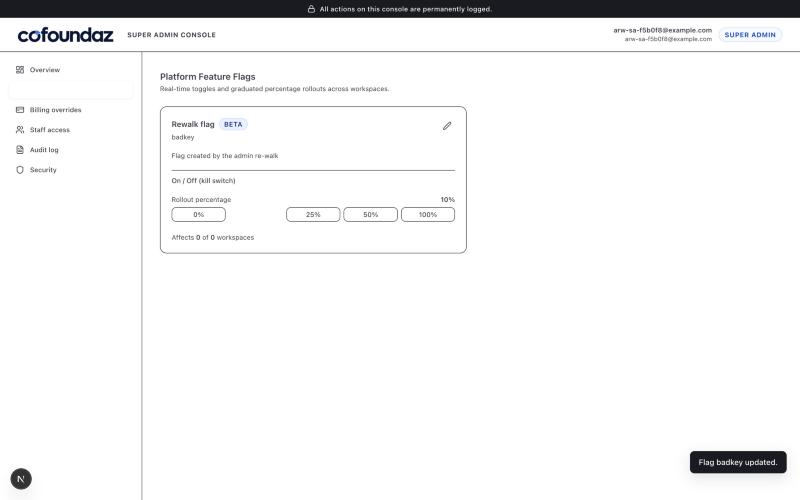 All actions on this console are permanently logged.
cofoundaz SUPER ADMIN CONSOLE
arw-sa-f5b0f8@example.com
arw-sa-f5b0f8@example.com
SUPER ADMIN
Overview
Billing overrides
Staff access
Audit log
Security
Platform Feature Flags
Real-time toggles and graduated percentage rollouts across workspaces.
Rewalk flag BETA
badkey
Flag created by the admin re-walk
On / Off (kill switch)
Rollout percentage 10%
0% 25% 50% 100%
Affects 0 of 0 workspaces
Flag badkey updated.
N